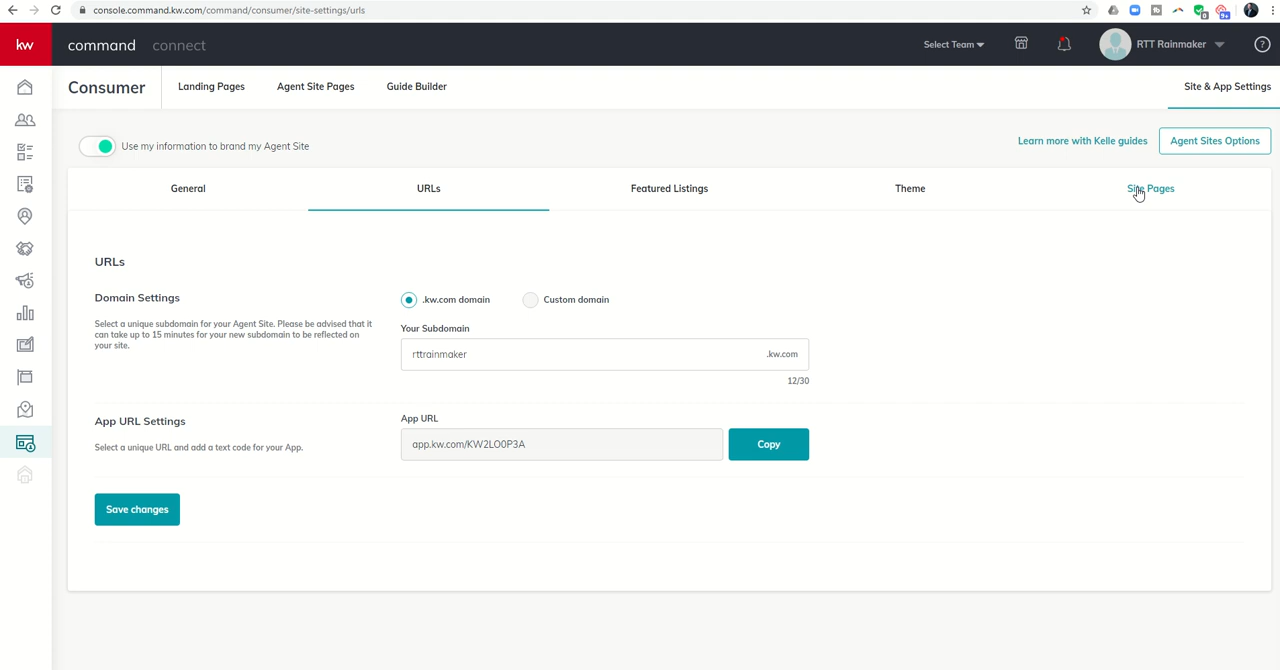 console.command.kw.com/command/consumer/site-settings/urls
kw command connect Select Team RTT Rainmaker
Consumer Landing Pages Agent Site Pages Guide Builder Site & App Settings
Use my information to brand my Agent Site Learn more with Kelle guides Agent Sites Options
General URLs Featured Listings Theme Site Pages
URLs
Domain Settings
Select a unique subdomain for your Agent Site. Please be advised that it
can take up to 15 minutes for your new subdomain to be reflected on
your site.
.kw.com domain Custom domain
Your Subdomain
rttrainmaker .kw.com
12/30
App URL Settings
Select a unique URL and add a text code for your App.
App URL
app.kw.com/KW2LO0P3A Copy
Save changes